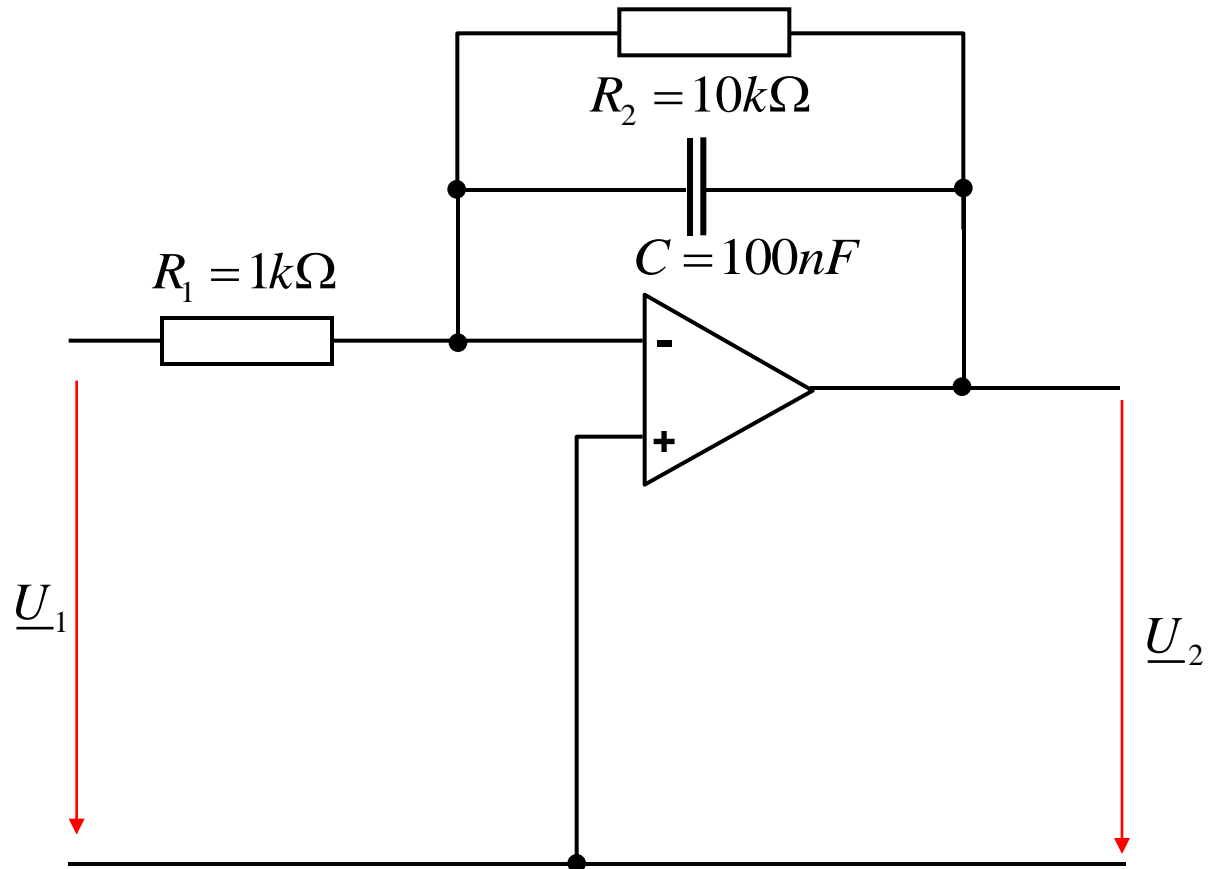 R₂ = 10kΩ
C = 100nF
R₁ = 1kΩ
-
+
U₁
U₂